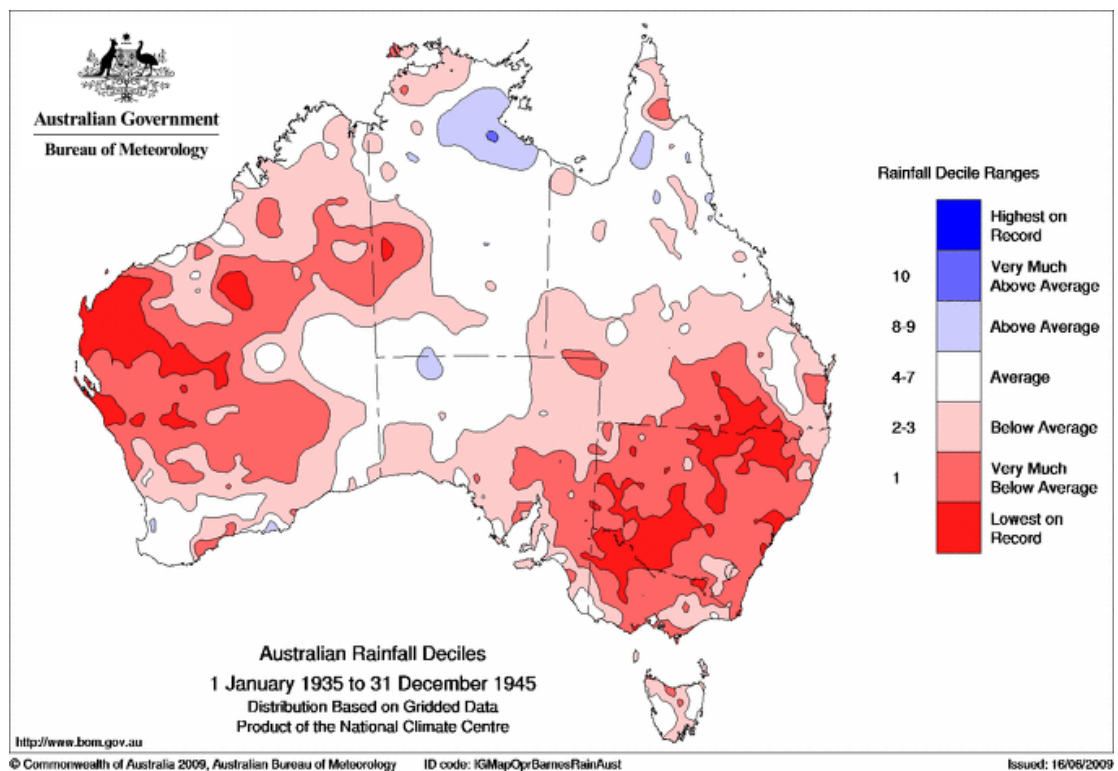 Australian Government
Bureau of Meteorology
Rainfall Decile Ranges
Highest on
Record
10
Very Much
Above Average
8-9
Above Average
4-7
Average
2-3
Below Average
1
Very Much
Below Average
Lowest on
Record
Australian Rainfall Deciles
1 January 1935 to 31 December 1945
Distribution Based on Gridded Data
Product of the National Climate Centre
http://www.bom.gov.au
© Commonwealth of Australia 2009, Australian Bureau of Meteorology
ID code: IGMapOprBarnesRainAust
Issued: 16/06/2009